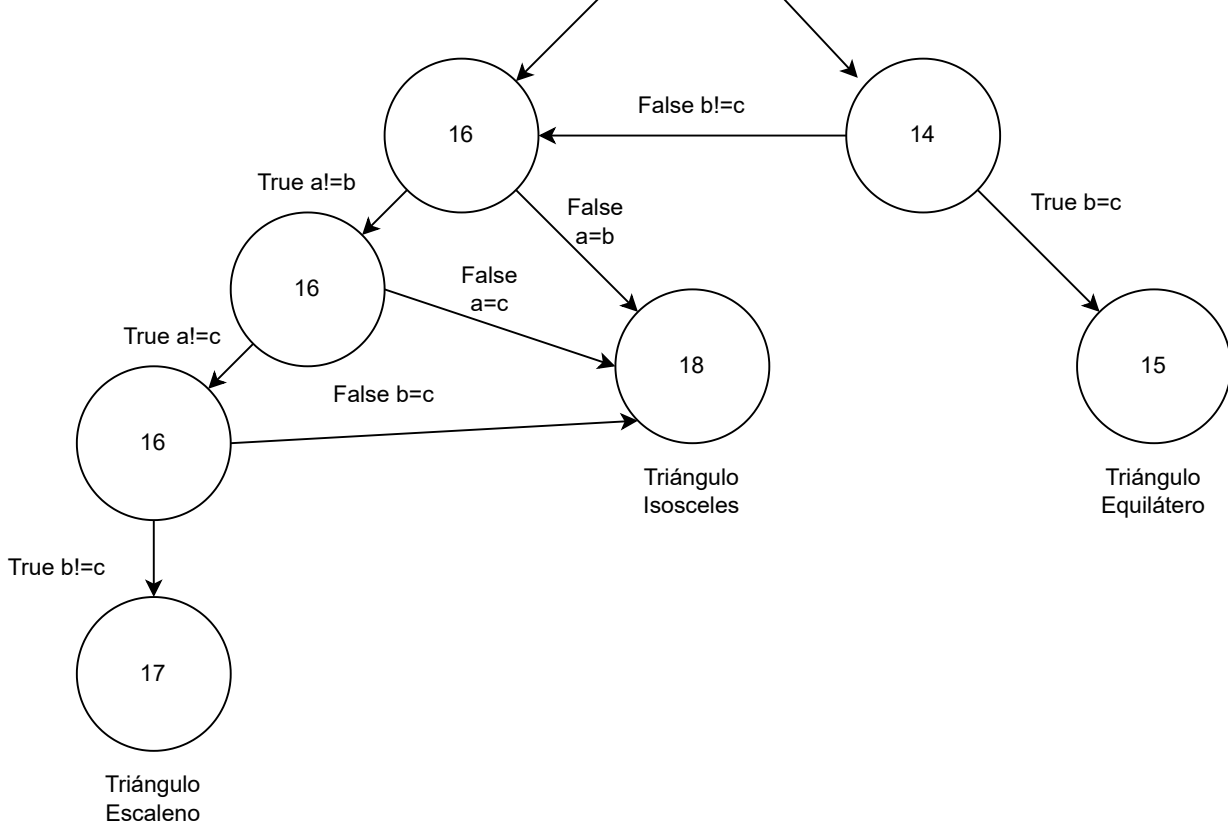 False b!=c
16
14
True a!=b
True b=c
False
a=b
False
a=c
16
True a!=c
18
15
False b=c
16
Triángulo
Isosceles
Triángulo
Equilátero
True b!=c
17
Triángulo
Escaleno